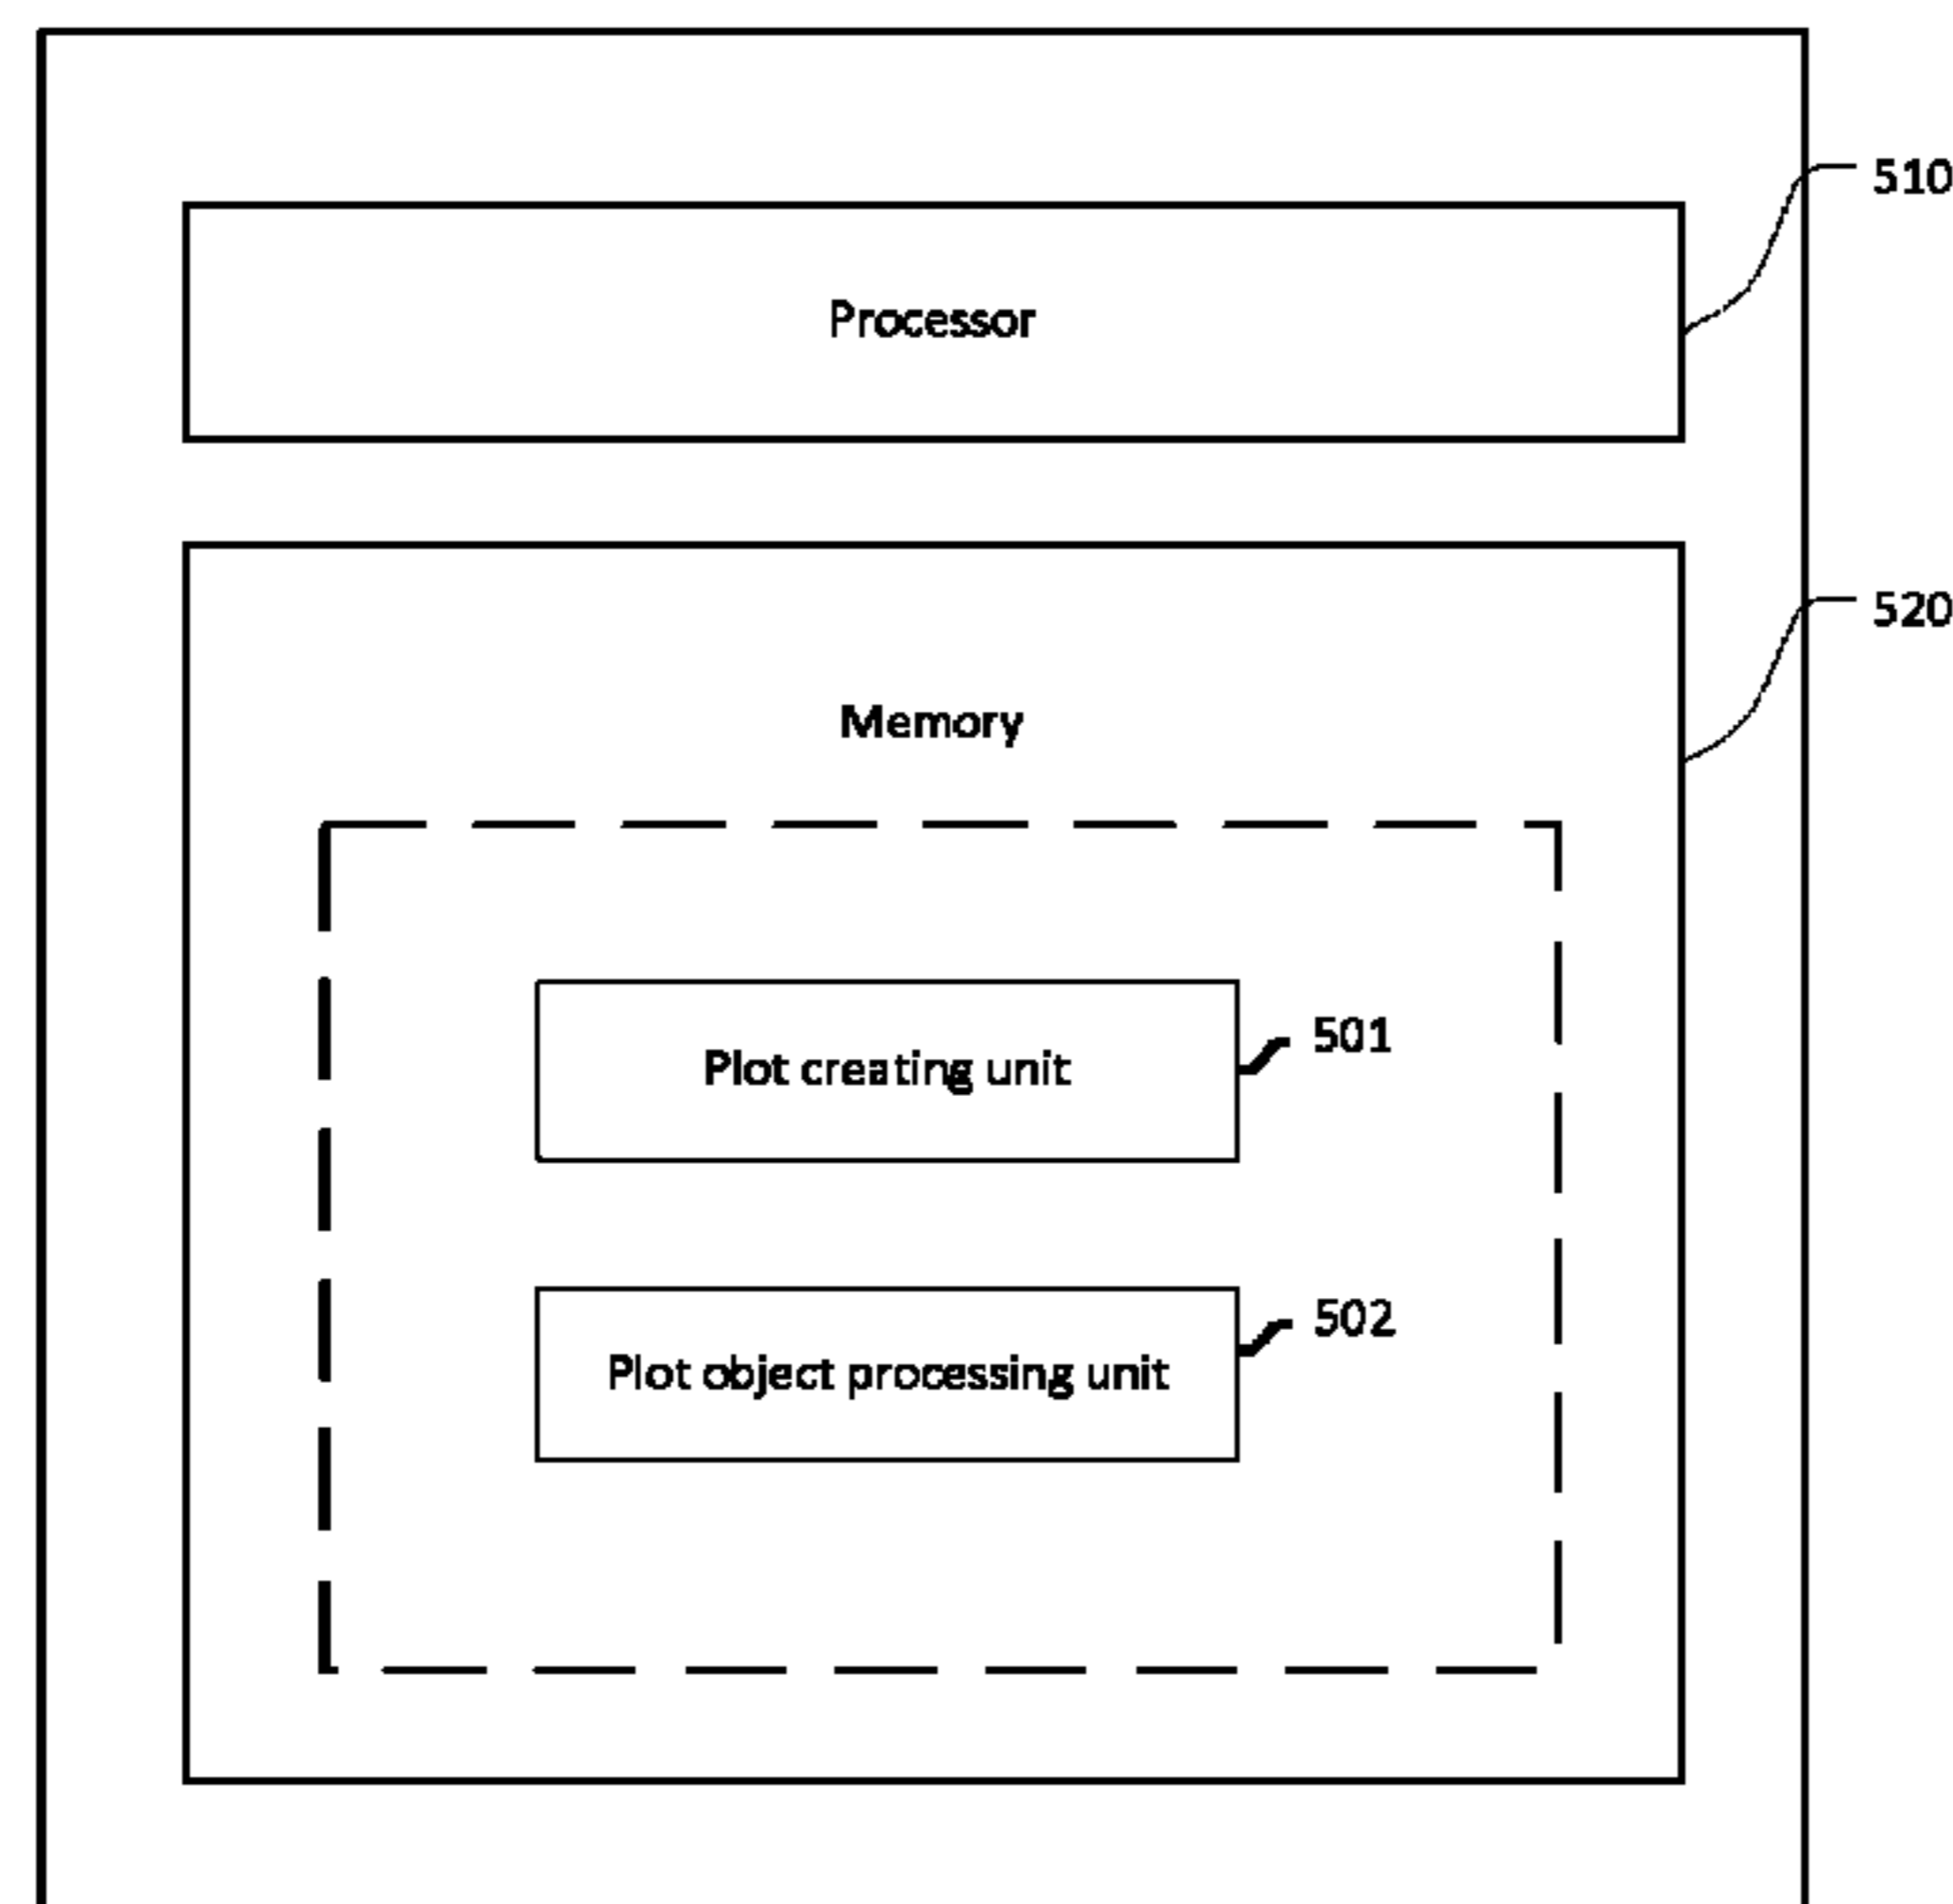 510
Processor
520
Memory
501
Plot creating unit
502
Plot object processing unit